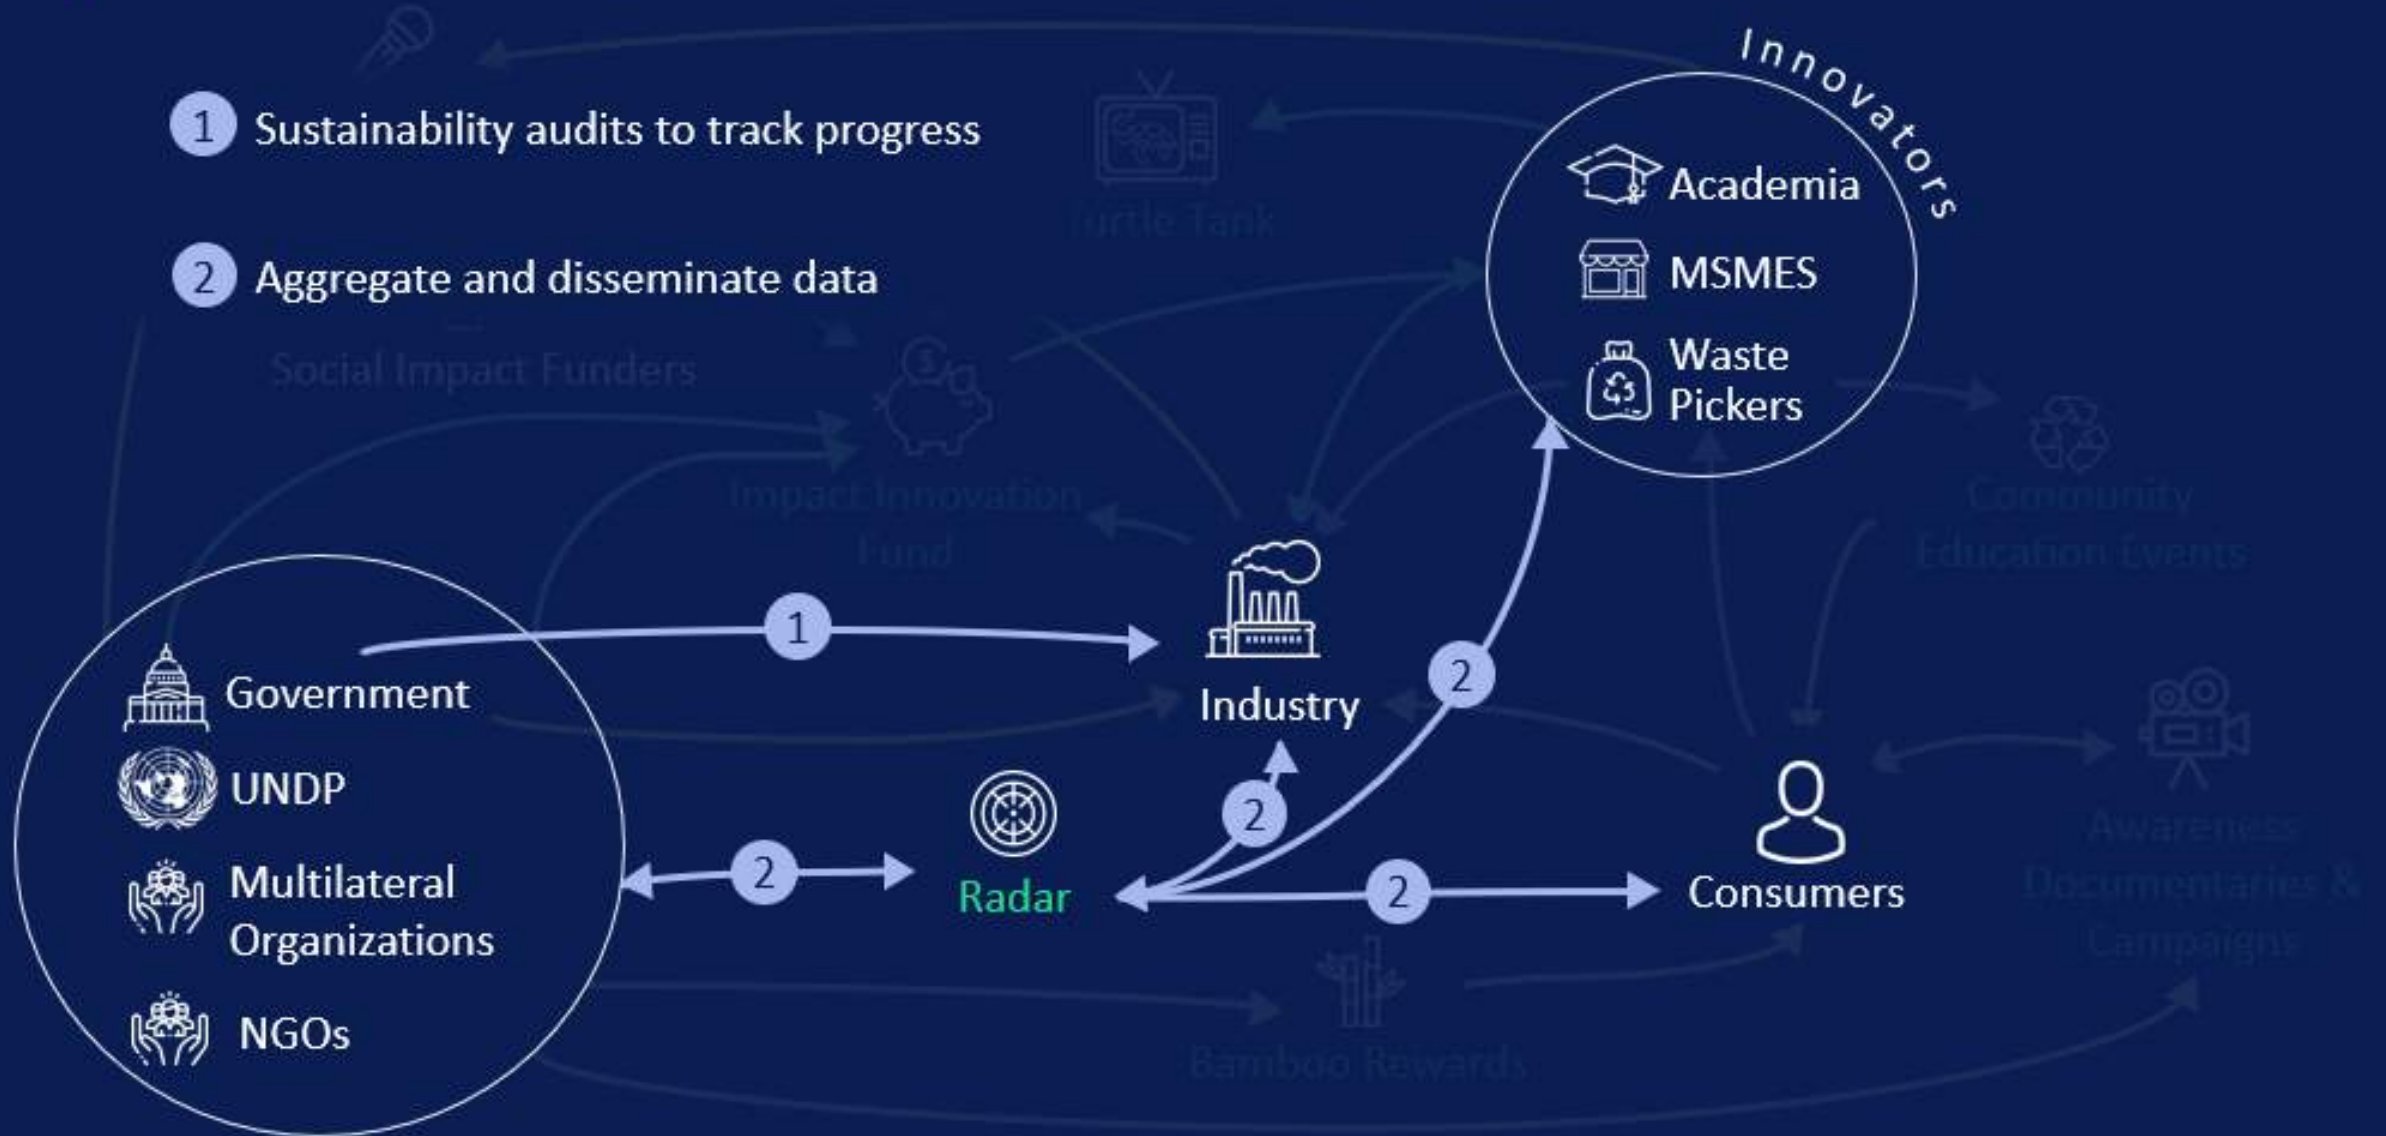 Innovators
1 Sustainability audits to track progress
Turtle Tank
Academia
2 Aggregate and disseminate data
MSMES
Social Impact Funders
Waste
Pickers
Impact Innovation
Fund
Community
Education Events
1
Government
Industry
2
UNDP
2
Multilateral
Organizations
2
Radar
2
Consumers
Awareness
Documentaries &
Campaigns
NGOs
Bamboo Rewards